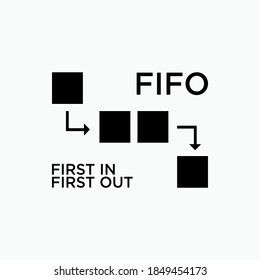 FIFO
FIRST IN
FIRST OUT
shutterstock.com · 1849454173